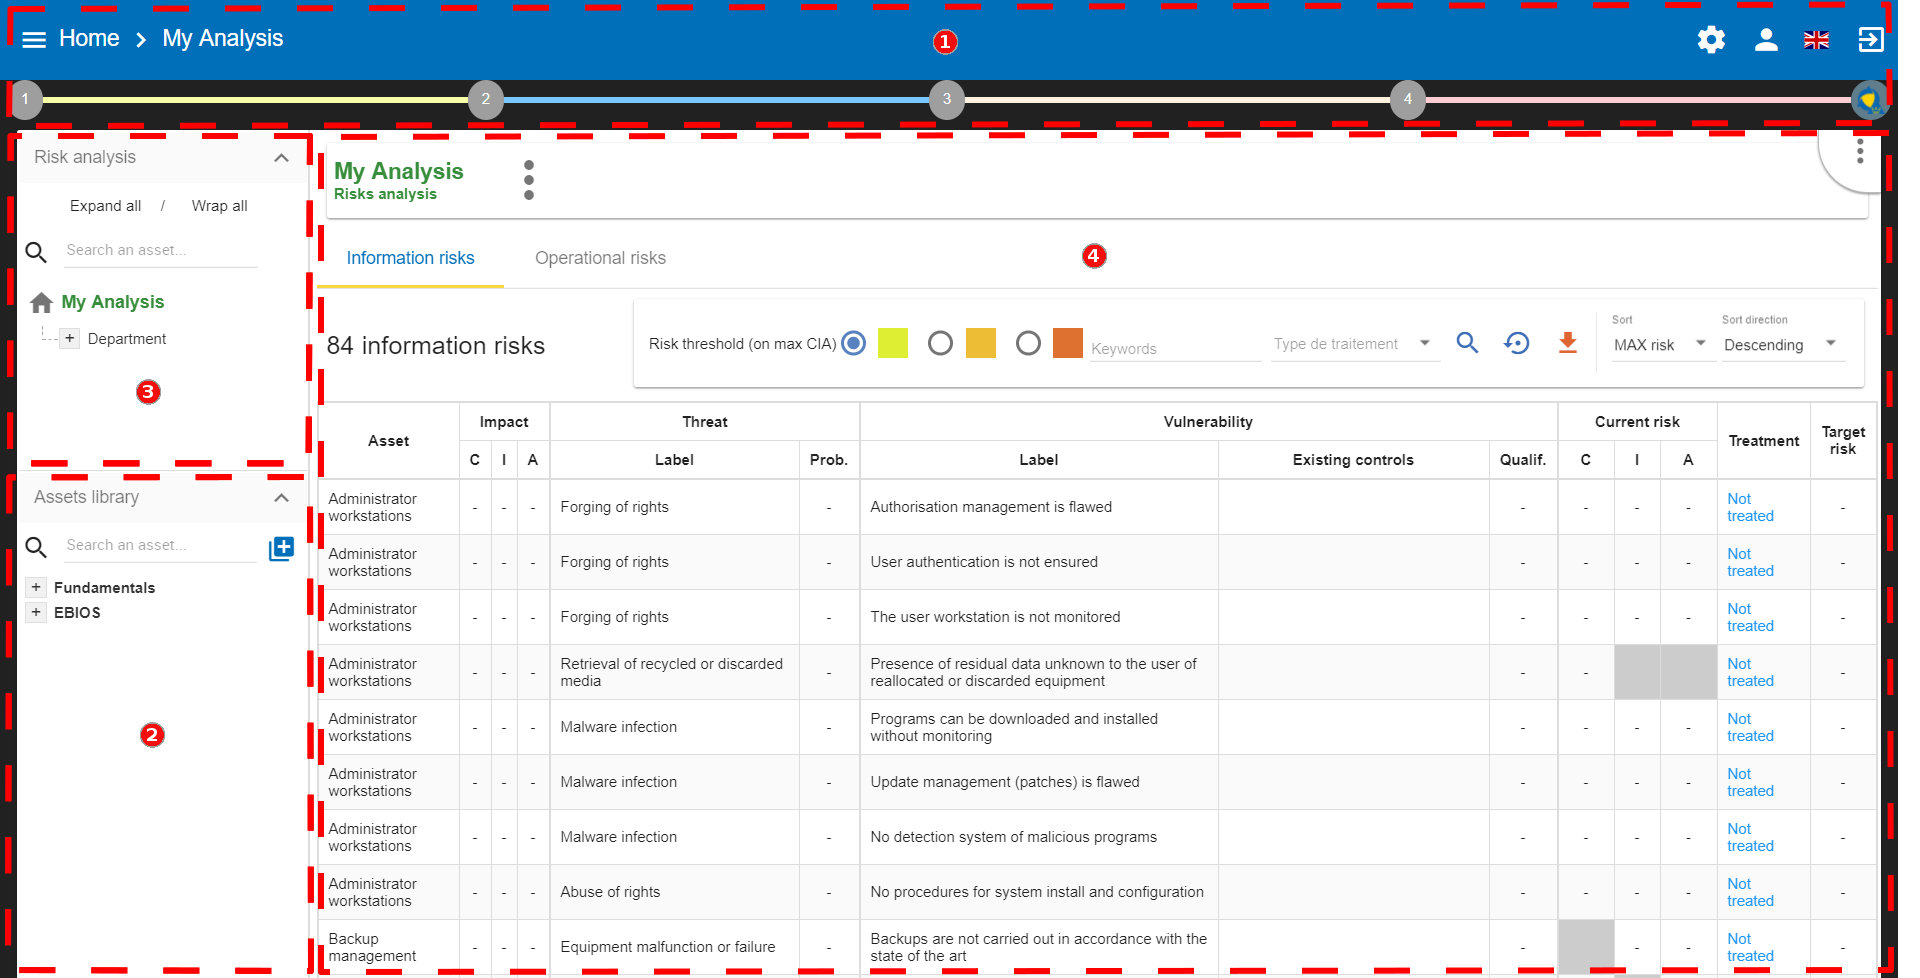 Home > My Analysis
1
1 2 3 4
Risk analysis
Expand all / Wrap all
Search an asset...
My Analysis
+ Department
3
Assets library
Search an asset...
+ Fundamentals
+ EBIOS
2
My Analysis
Risks analysis
Information risks Operational risks
4
84 information risks
Risk threshold (on max CIA) Keywords Type de traitement
Sort Sort direction
MAX risk Descending
Asset Impact Threat Vulnerability Current risk Treatment Target risk
C I A Label Prob. Label Existing controls Qualif. C I A
Administrator workstations - - - Forging of rights - Authorisation management is flawed - - - - Not treated -
Administrator workstations - - - Forging of rights - User authentication is not ensured - - - - Not treated -
Administrator workstations - - - Forging of rights - The user workstation is not monitored - - - - Not treated -
Administrator workstations - - - Retrieval of recycled or discarded media - Presence of residual data unknown to the user of reallocated or discarded equipment - - Not treated -
Administrator workstations - - - Malware infection - Programs can be downloaded and installed without monitoring - - - - Not treated -
Administrator workstations - - - Malware infection - Update management (patches) is flawed - - - - Not treated -
Administrator workstations - - - Malware infection - No detection system of malicious programs - - - - Not treated -
Administrator workstations - - - Abuse of rights - No procedures for system install and configuration - - - - Not treated -
Backup management - - - Equipment malfunction or failure - Backups are not carried out in accordance with the state of the art - - - Not treated -